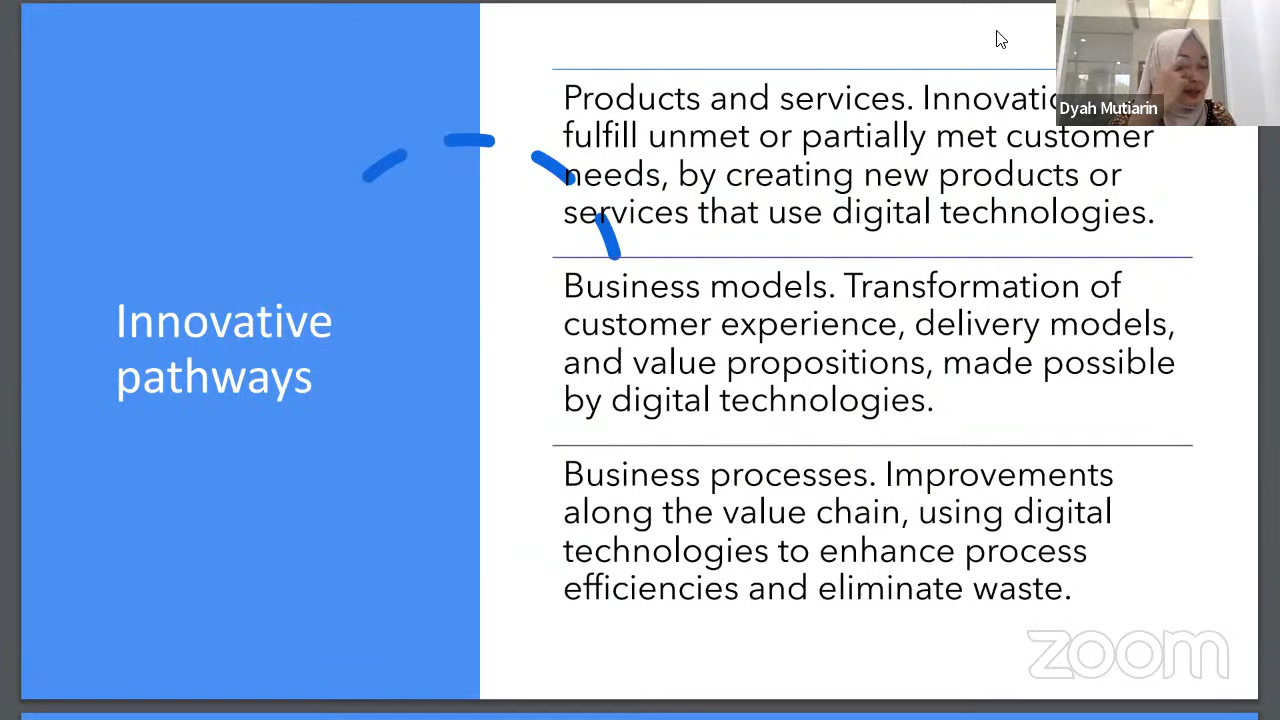 Innovative
pathways
Products and services.
fulfill unmet or partially met customer
needs, by creating new products or
services that use digital technologies.
Business models. Transformation of
customer experience, delivery models,
and value propositions, made possible
by digital technologies.
Business processes. Improvements
along the value chain, using digital
technologies to enhance process
efficiencies and eliminate waste.
Dyah Mutiarin
zoom